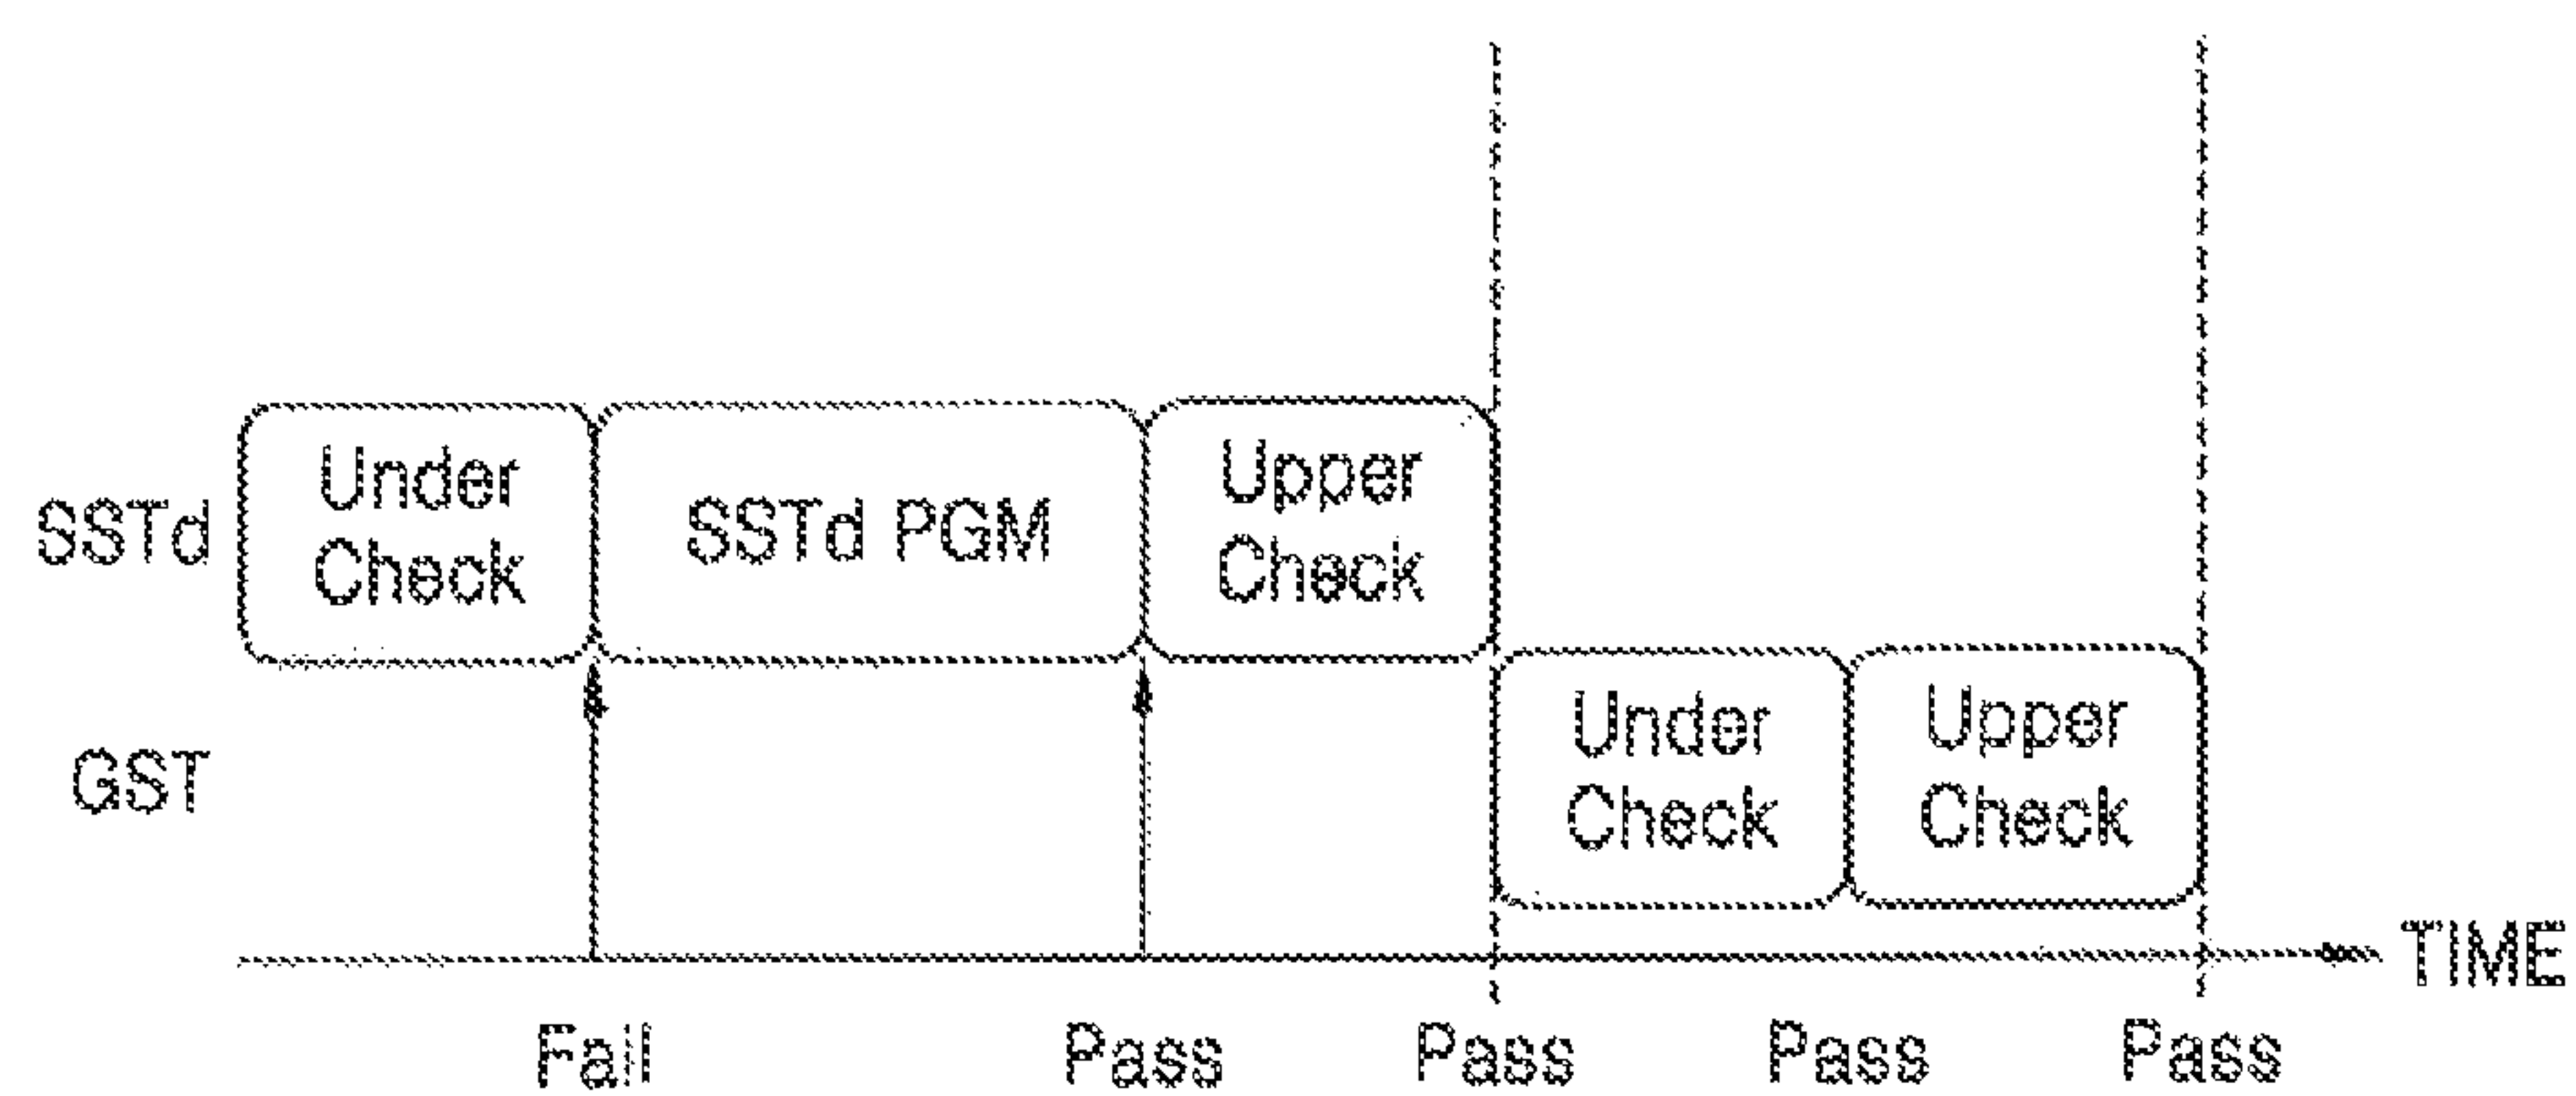 Under
Check
SSTd PGM
Upper
Check
SSTd
Under
Check
Upper
Check
GST
TIME
Fail
Pass
Pass
Pass
Pass